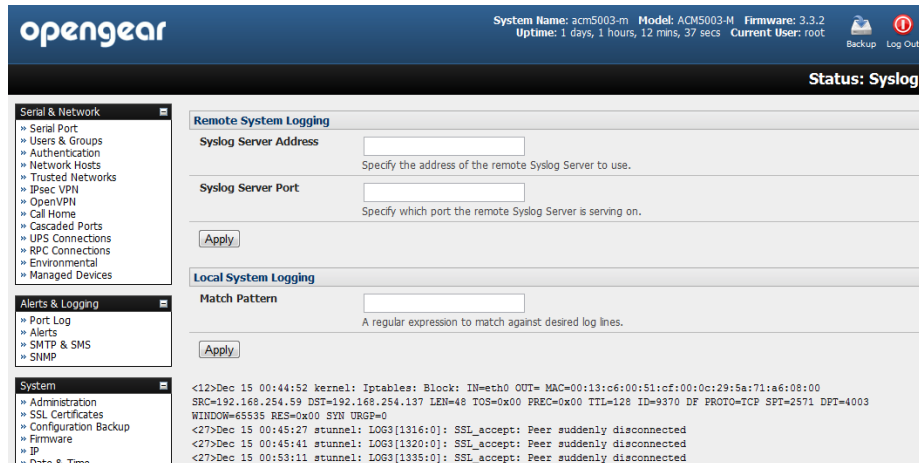 opengear
System Name: acm5003-m Model: ACM5003-M Firmware: 3.3.2
Uptime: 1 days, 1 hours, 12 mins, 37 secs Current User: root
Backup Log Out
Status: Syslog
Serial & Network
» Serial Port
» Users & Groups
» Authentication
» Network Hosts
» Trusted Networks
» IPsec VPN
» OpenVPN
» Call Home
» Cascaded Ports
» UPS Connections
» RPC Connections
» Environmental
» Managed Devices
Alerts & Logging
» Port Log
» Alerts
» SMTP & SMS
» SNMP
System
» Administration
» SSL Certificates
» Configuration Backup
» Firmware
» IP
» Date & Time
Remote System Logging
Syslog Server Address
Specify the address of the remote Syslog Server to use.
Syslog Server Port
Specify which port the remote Syslog Server is serving on.
Apply
Local System Logging
Match Pattern
A regular expression to match against desired log lines.
Apply
<12>Dec 15 00:44:52 kernel: Iptables: Block: IN=eth0 OUT= MAC=00:13:c6:00:51:cf:00:0c:29:5a:71:a6:08:00
SRC=192.168.254.59 DST=192.168.254.137 LEN=48 TOS=0x00 PREC=0x00 TTL=128 ID=9370 DF PROTO=TCP SPT=2571 DPT=4003
WINDOW=65535 RES=0x00 SYN URGP=0
<27>Dec 15 00:45:27 stunnel: LOG3[1316:0]: SSL_accept: Peer suddenly disconnected
<27>Dec 15 00:45:41 stunnel: LOG3[1320:0]: SSL_accept: Peer suddenly disconnected
<27>Dec 15 00:53:11 stunnel: LOG3[1335:0]: SSL_accept: Peer suddenly disconnected